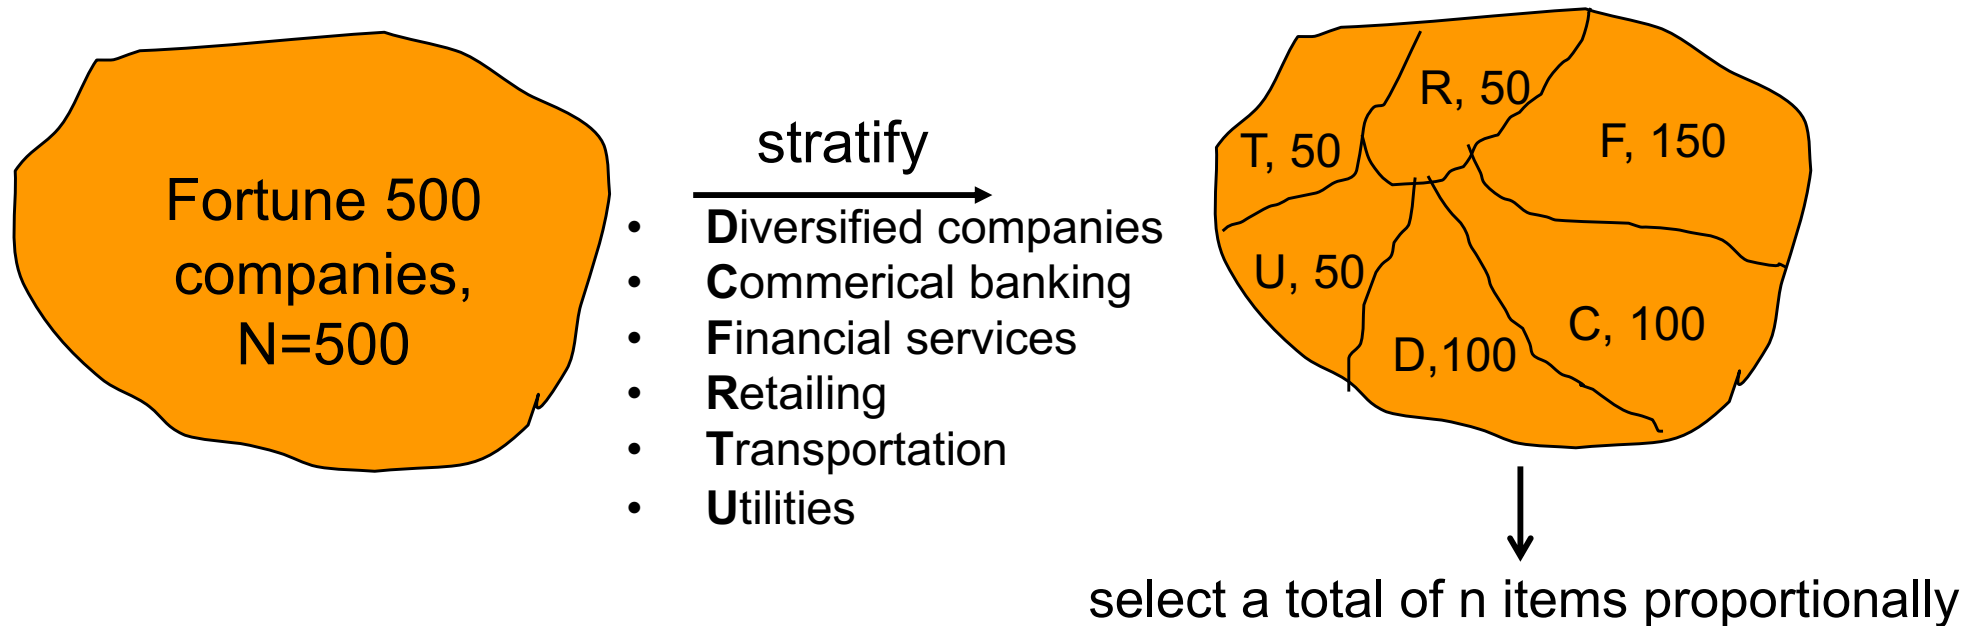 Fortune 500
companies,
N=500
stratify
• Diversified companies
• Commerical banking
• Financial services
• Retailing
• Transportation
• Utilities
R, 50
T, 50
F, 150
U, 50
C, 100
D,100
select a total of n items proportionally